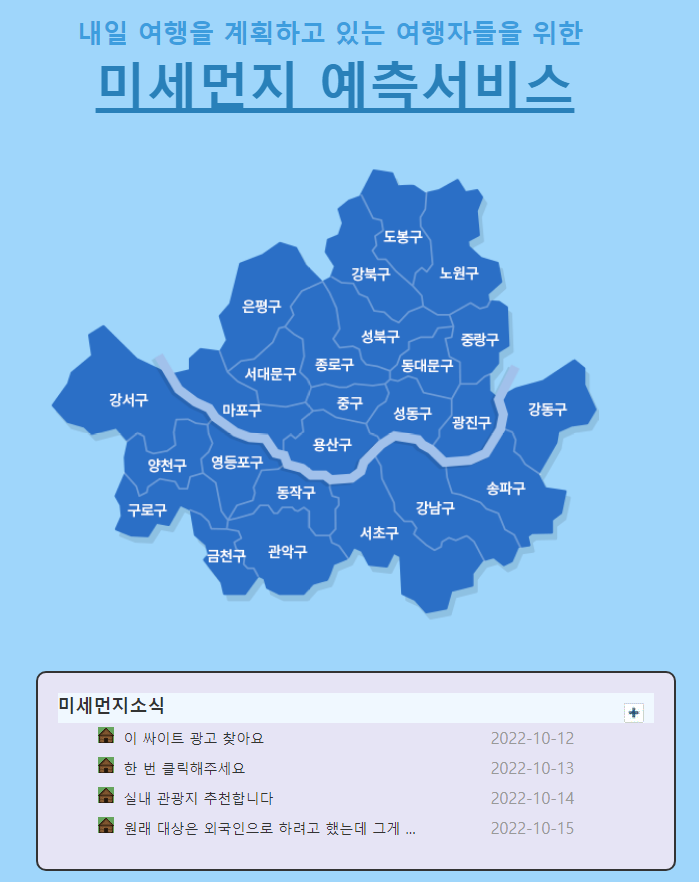 내일 여행을 계획하고 있는 여행자들을 위한
미세먼지 예측서비스
도봉구
강북구
노원구
은평구
성북구
중랑구
종로구
동대문구
서대문구
강서구
마포구
중구
성동구
강동구
광진구
용산구
양천구
영등포구
동작구
송파구
구로구
강남구
서초구
금천구
관악구
미세먼지소식
이 싸이트 광고 찾아요 2022-10-12
한 번 클릭해주세요 2022-10-13
실내 관광지 추천합니다 2022-10-14
원래 대상은 외국인으로 하려고 했는데 그게 ... 2022-10-15